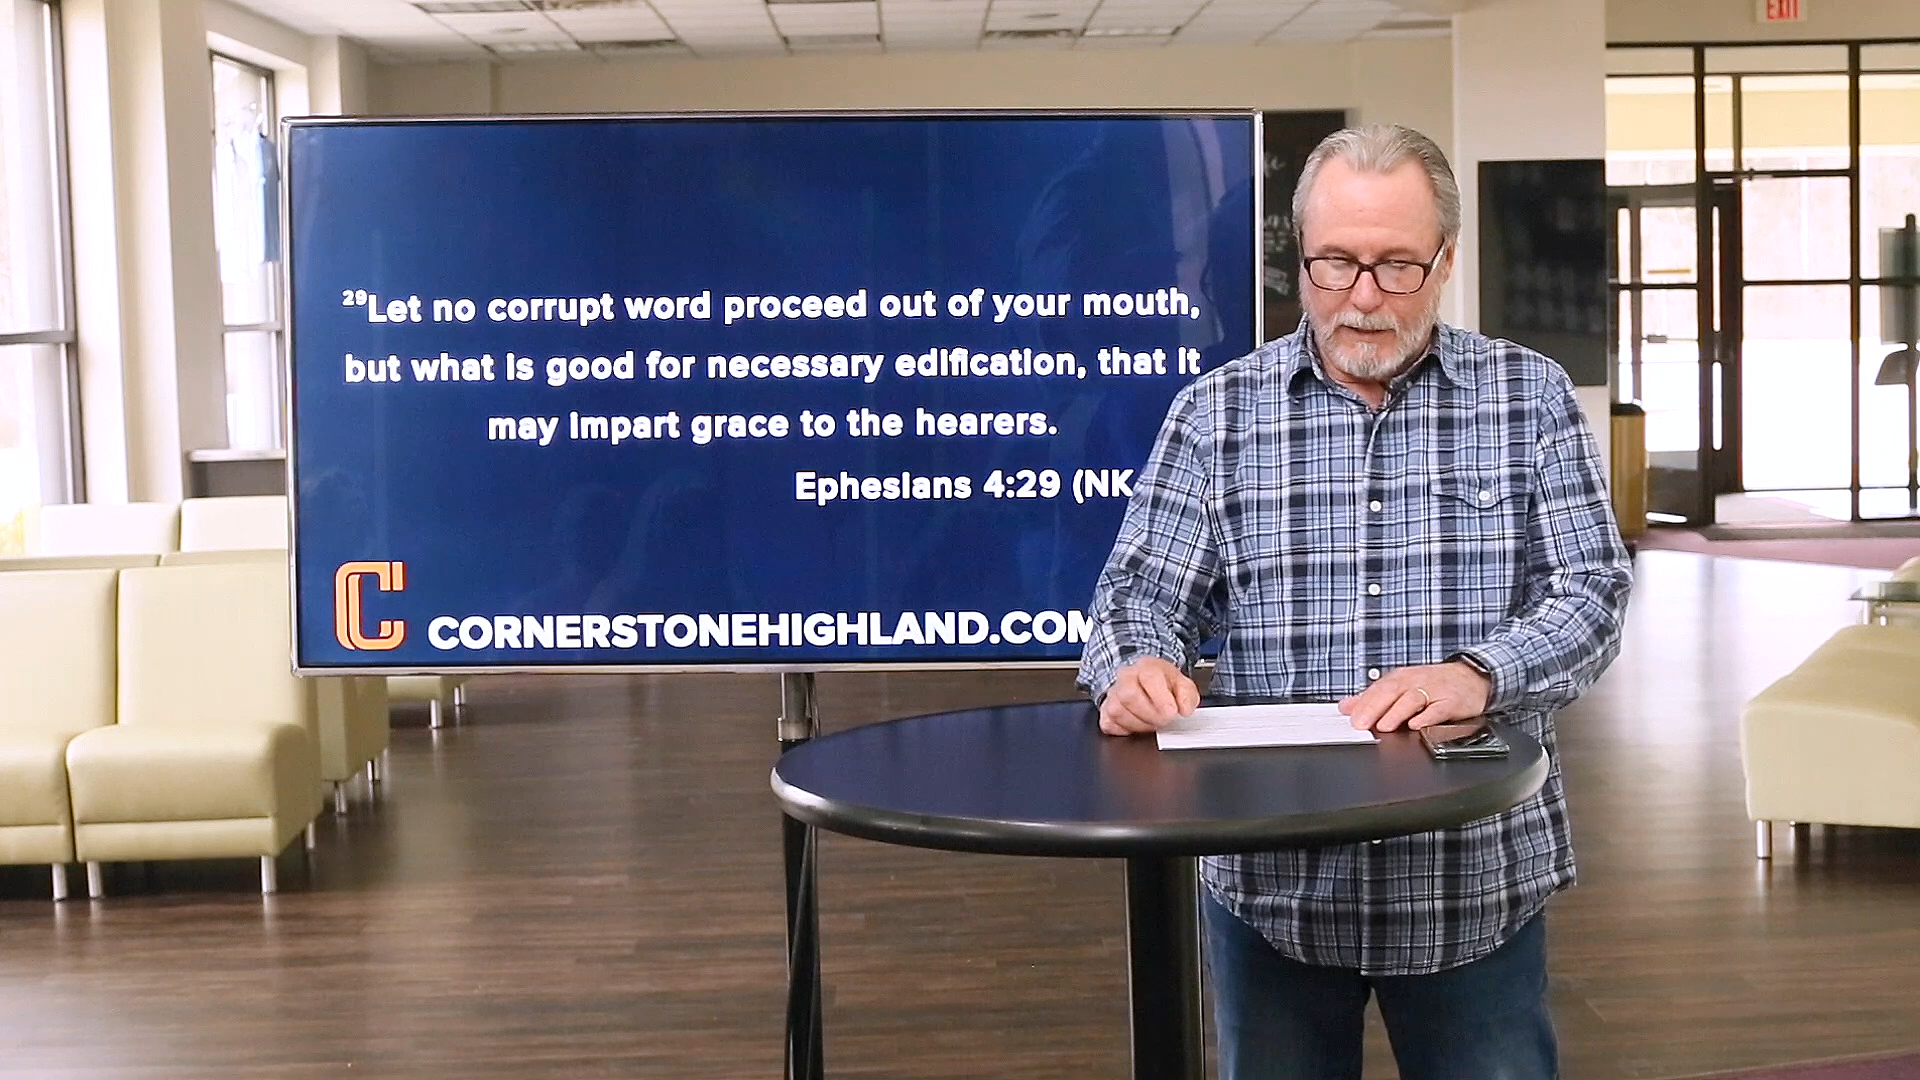 EXIT
²⁹Let no corrupt word proceed out of your mouth,
but what is good for necessary edification, that it
may impart grace to the hearers.
Ephesians 4:29 (NK
C CORNERSTONEHIGHLAND.COM